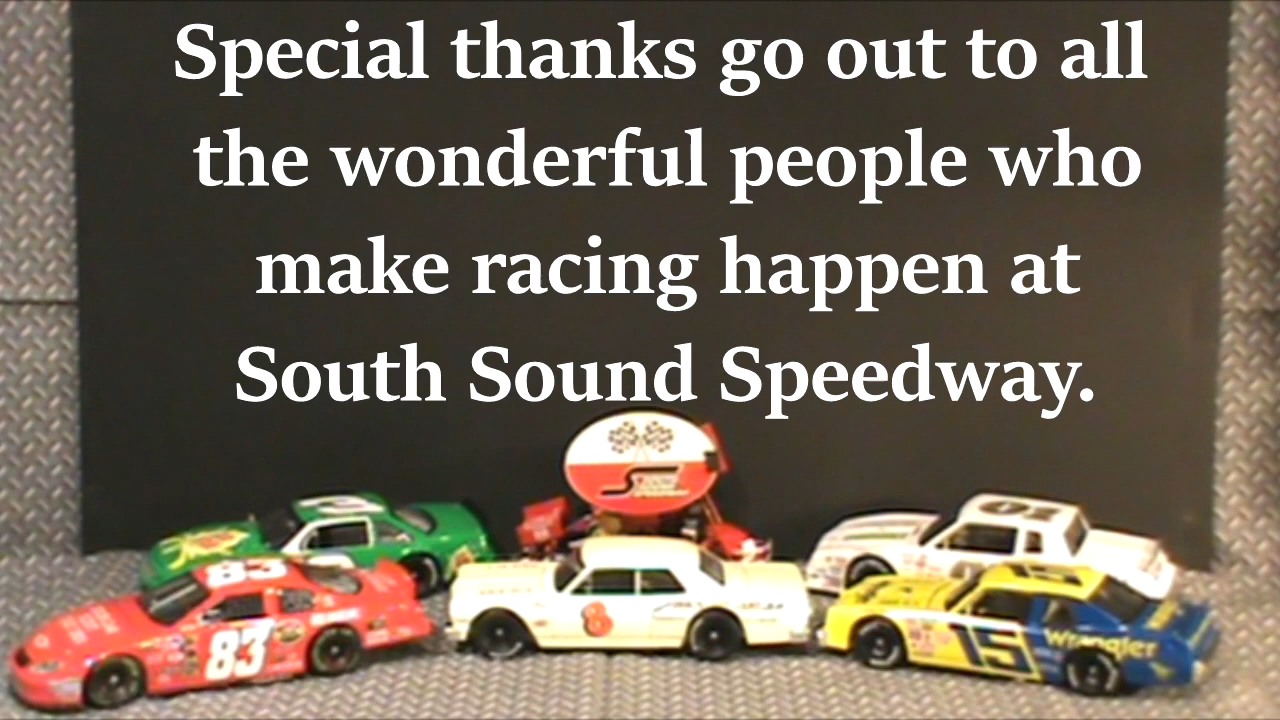 Special thanks go out to all
the wonderful people who
make racing happen at
South Sound Speedway.
83
83
8
15
Wrangler